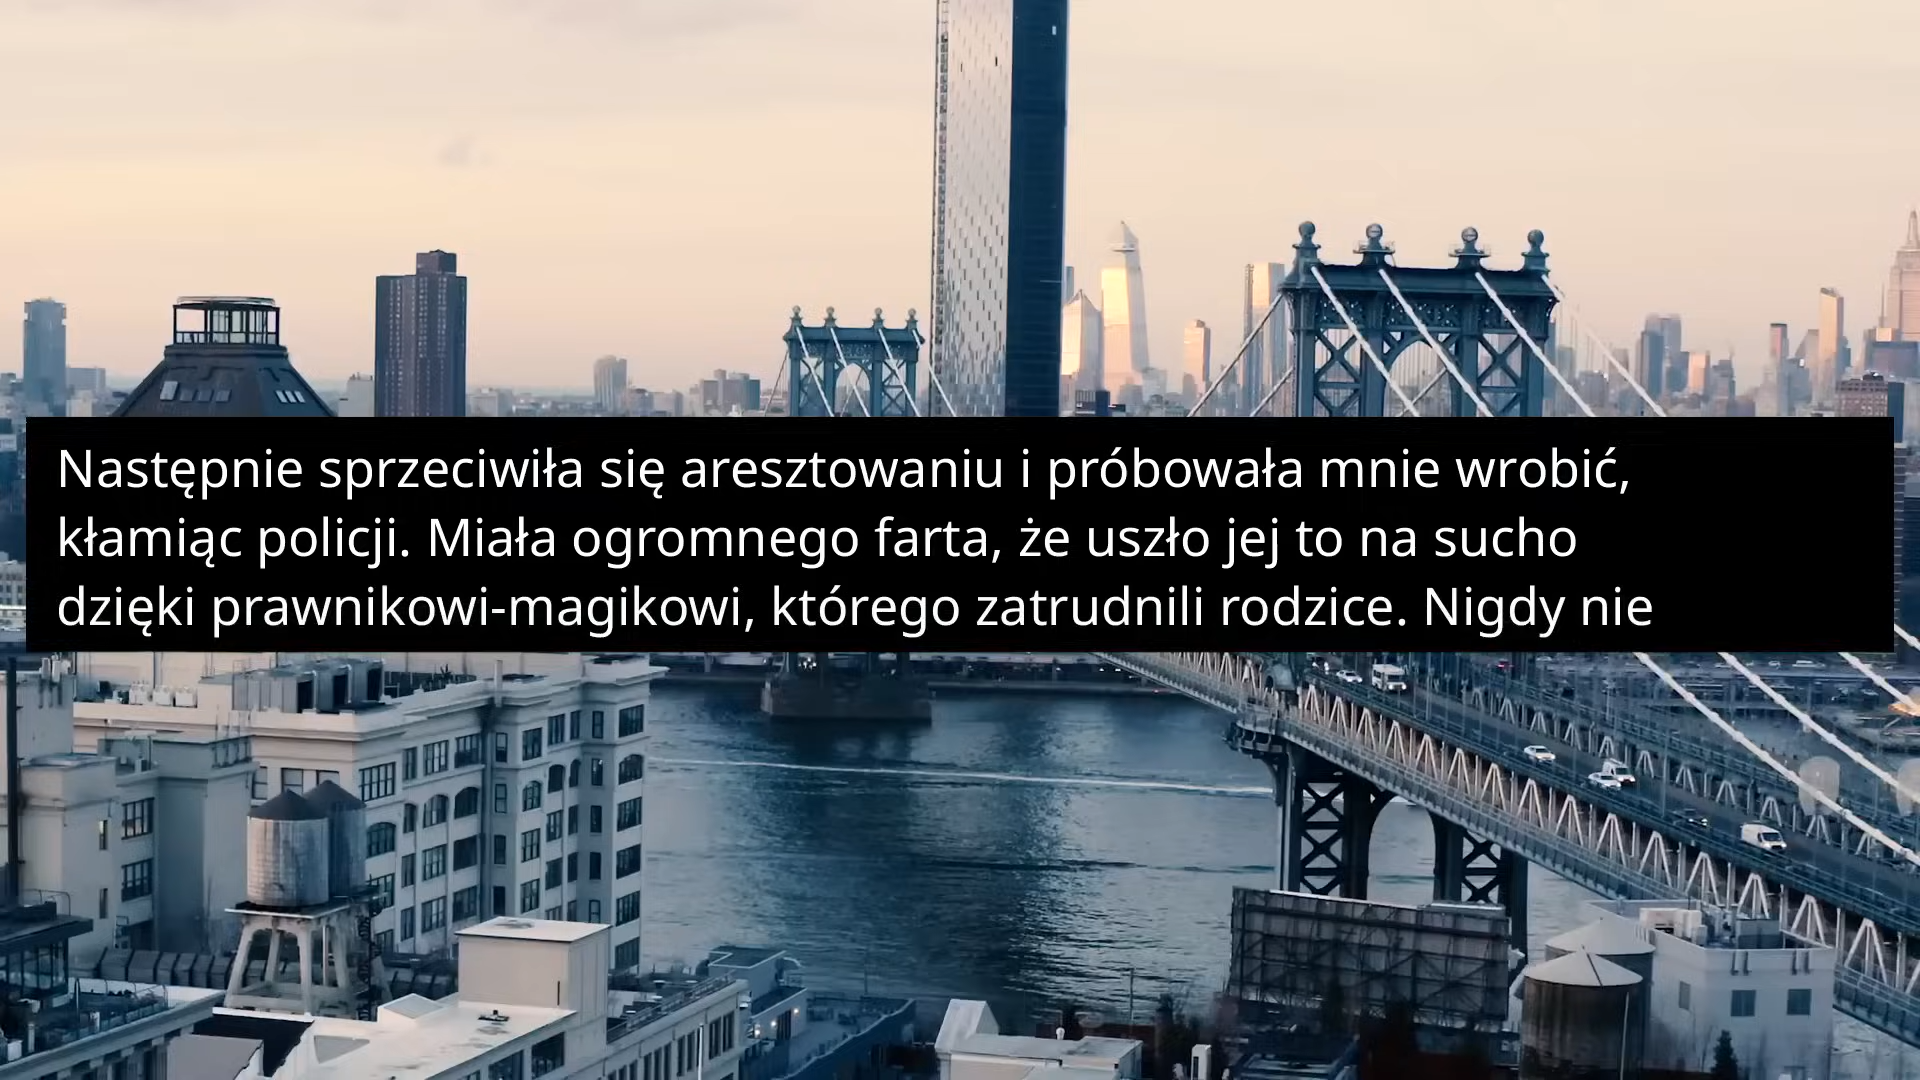 Następnie sprzeciwiła się aresztowaniu i próbowała mnie wrobić,
kłamiąc policji. Miała ogromnego farta, że uszło jej to na sucho
dzięki prawnikowi-magikowi, którego zatrudnili rodzice. Nigdy nie